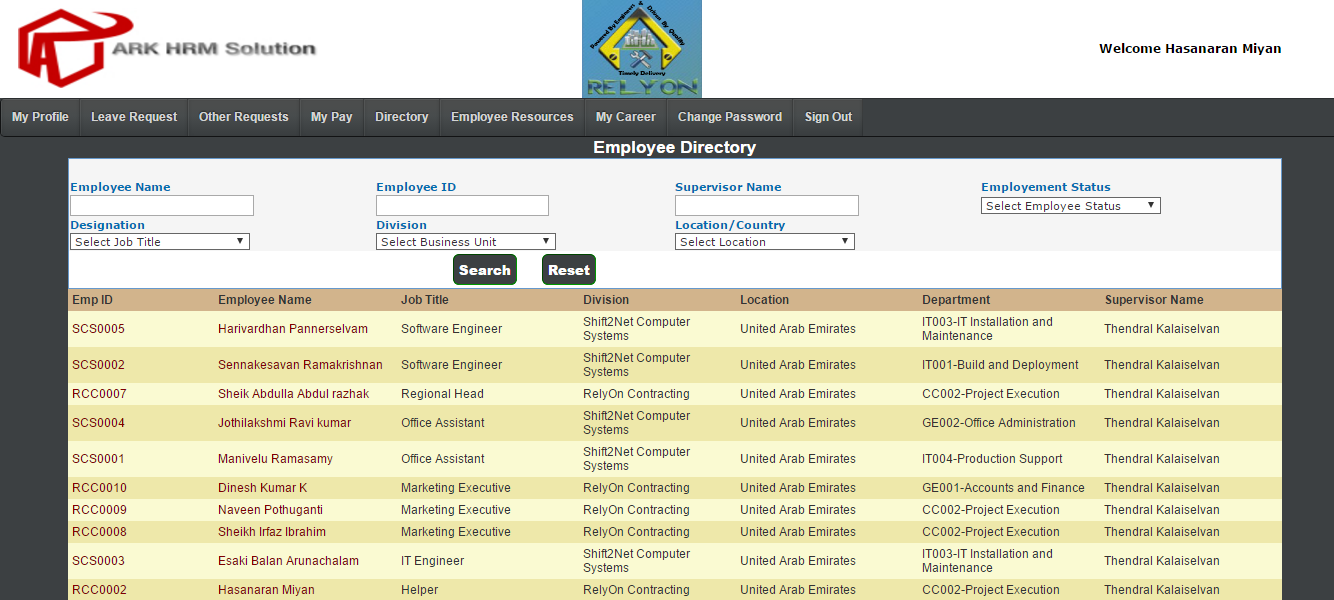 ARK HRM Solution
Powered By Engineers & Driven By Quality
Timely Delivery
RELYON
Welcome Hasanaran Miyan
My Profile Leave Request Other Requests My Pay Directory Employee Resources My Career Change Password Sign Out
Employee Directory
Employee Name Employee ID Supervisor Name Employement Status
Select Employee Status
Designation Division Location/Country
Select Job Title Select Business Unit Select Location
Search Reset
Emp ID Employee Name Job Title Division Location Department Supervisor Name
SCS0005 Harivardhan Pannerselvam Software Engineer Shift2Net Computer Systems United Arab Emirates IT003-IT Installation and Maintenance Thendral Kalaiselvan
SCS0002 Sennakesavan Ramakrishnan Software Engineer Shift2Net Computer Systems United Arab Emirates IT001-Build and Deployment Thendral Kalaiselvan
RCC0007 Sheik Abdulla Abdul razhak Regional Head RelyOn Contracting United Arab Emirates CC002-Project Execution Thendral Kalaiselvan
SCS0004 Jothilakshmi Ravi kumar Office Assistant Shift2Net Computer Systems United Arab Emirates GE002-Office Administration Thendral Kalaiselvan
SCS0001 Manivelu Ramasamy Office Assistant Shift2Net Computer Systems United Arab Emirates IT004-Production Support Thendral Kalaiselvan
RCC0010 Dinesh Kumar K Marketing Executive RelyOn Contracting United Arab Emirates GE001-Accounts and Finance Thendral Kalaiselvan
RCC0009 Naveen Pothuganti Marketing Executive RelyOn Contracting United Arab Emirates CC002-Project Execution Thendral Kalaiselvan
RCC0008 Sheikh Irfaz Ibrahim Marketing Executive RelyOn Contracting United Arab Emirates CC002-Project Execution Thendral Kalaiselvan
SCS0003 Esaki Balan Arunachalam IT Engineer Shift2Net Computer Systems United Arab Emirates IT003-IT Installation and Maintenance Thendral Kalaiselvan
RCC0002 Hasanaran Miyan Helper RelyOn Contracting United Arab Emirates CC002-Project Execution Thendral Kalaiselvan